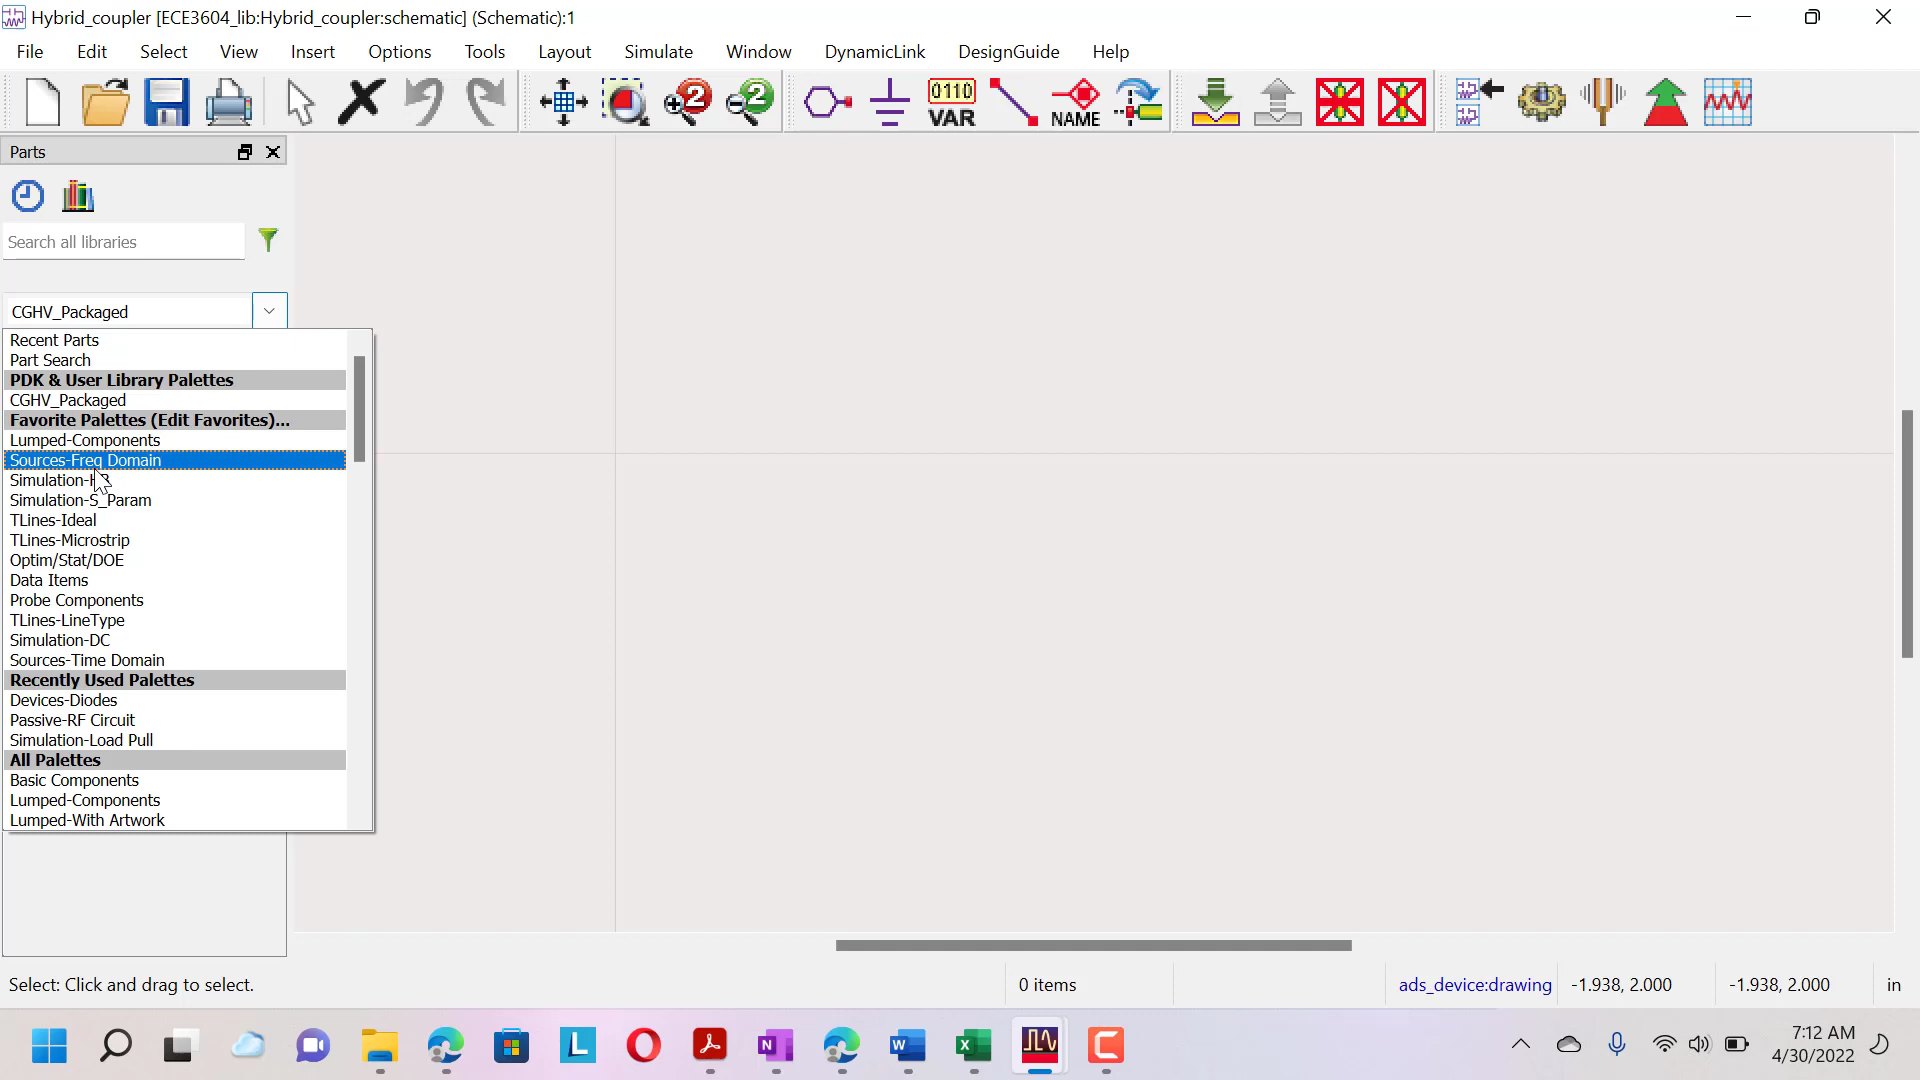 Hybrid_coupler [ECE3604_lib:Hybrid_coupler:schematic] (Schematic):1
File Edit Select View Insert Options Tools Layout Simulate Window DynamicLink DesignGuide Help
2 2 0110 VAR NAME
Parts
Search all libraries
CGHV_Packaged
Recent Parts
Part Search
PDK & User Library Palettes
CGHV_Packaged
Favorite Palettes (Edit Favorites)...
Lumped-Components
Sources-Freq Domain
Simulation-
Simulation-S_Param
TLines-Ideal
TLines-Microstrip
Optim/Stat/DOE
Data Items
Probe Components
TLines-LineType
Simulation-DC
Sources-Time Domain
Recently Used Palettes
Devices-Diodes
Passive-RF Circuit
Simulation-Load Pull
All Palettes
Basic Components
Lumped-Components
Lumped-With Artwork
Select: Click and drag to select. 0 items ads_device:drawing -1.938, 2.000 -1.938, 2.000 in
L N W X C
7:12 AM
4/30/2022